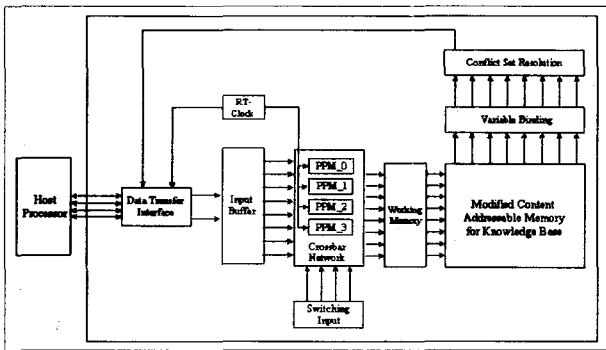 Conflict Set Resolution
RT-
Clock
Variable Binding
Host
Processor
Data Transfer
Interface
Input
Buffer
PPM_0
PPM_1
PPM_2
PPM_3
Crossbar
Network
Working
Memory
Modified Content
Addressable Memory
for Knowledge Base
Switching
Input